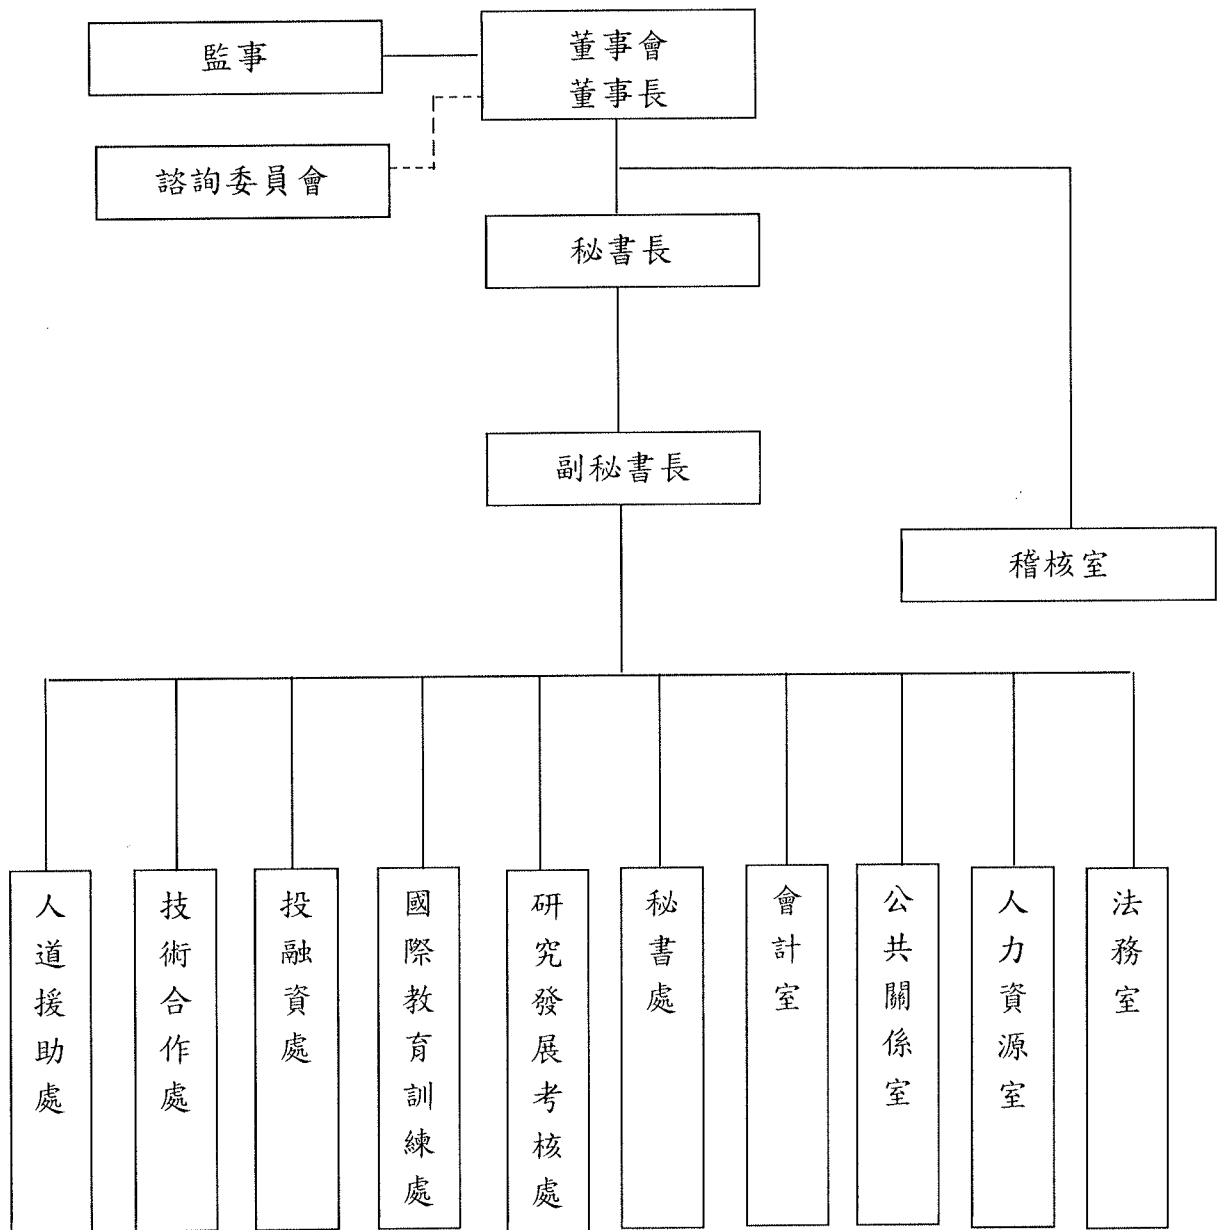 監事
董事會
董事長
諮詢委員會
秘書長
副秘書長
稽核室
人道援助處
技術合作處
投融資處
國際教育訓練處
研究發展考核處
秘書處
會計室
公共關係室
人力資源室
法務室